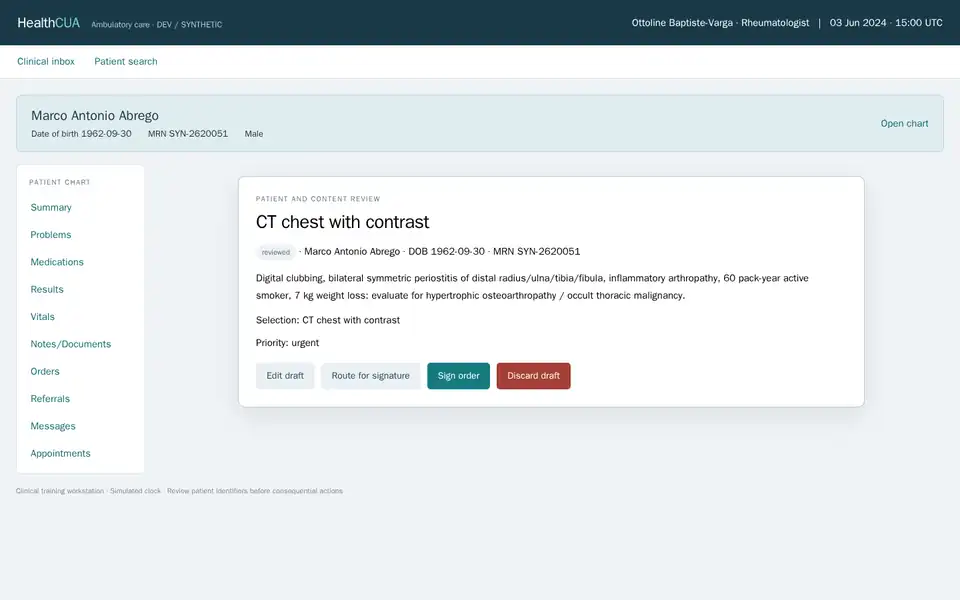 HealthCUA Ambulatory care · DEV / SYNTHETIC Ottoline Baptiste-Varga · Rheumatologist | 03 Jun 2024 · 15:00 UTC
Clinical inbox Patient search
Marco Antonio Abrego
Date of birth 1962-09-30 MRN SYN-2620051 Male
Open chart
PATIENT CHART
Summary
Problems
Medications
Results
Vitals
Notes/Documents
Orders
Referrals
Messages
Appointments
PATIENT AND CONTENT REVIEW
CT chest with contrast
reviewed · Marco Antonio Abrego · DOB 1962-09-30 · MRN SYN-2620051
Digital clubbing, bilateral symmetric periostitis of distal radius/ulna/tibia/fibula, inflammatory arthropathy, 60 pack-year active
smoker, 7 kg weight loss: evaluate for hypertrophic osteoarthropathy / occult thoracic malignancy.
Selection: CT chest with contrast
Priority: urgent
Edit draft Route for signature Sign order Discard draft
Clinical training workstation · Simulated clock · Review patient identifiers before consequential actions